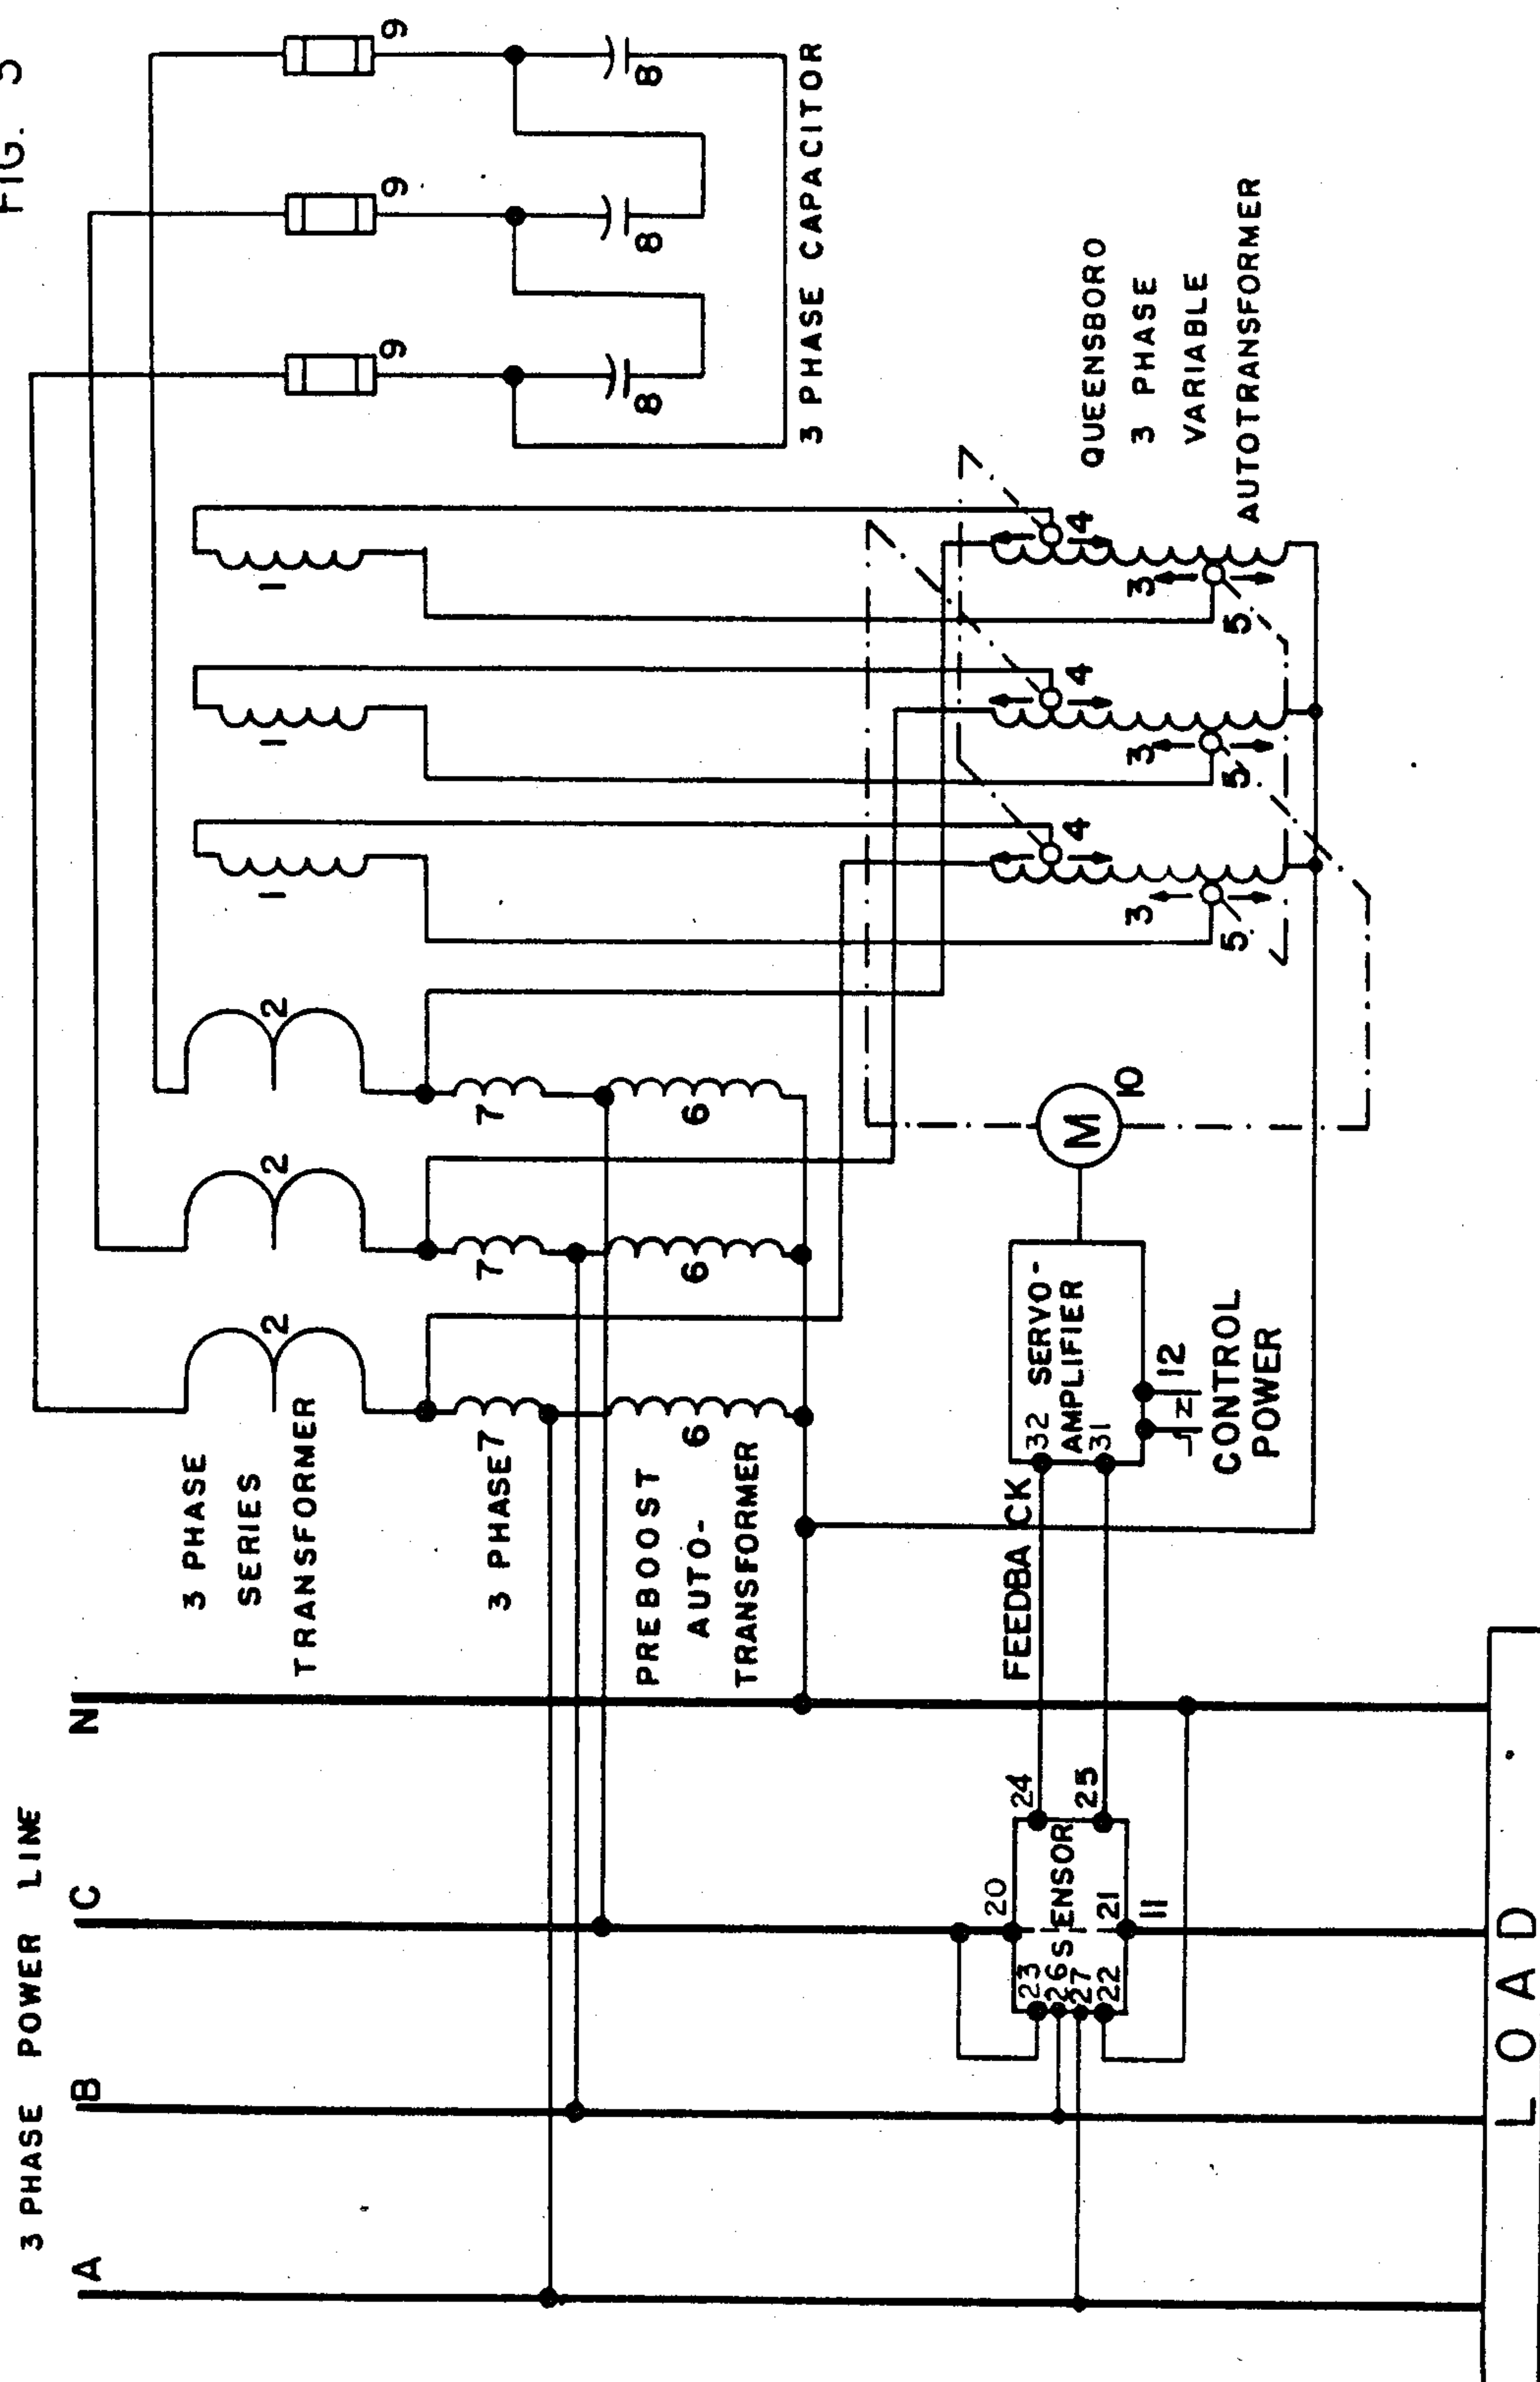 FIG. 3
3 PHASE POWER LINE
A
B
C
N
3 PHASE
SERIES
TRANSFORMER
2
2
2
1
1
1
9
9
9
8
8
8
3 PHASE CAPACITOR
3 PHASE 7
7
7
PREBOOST
AUTO-
TRANSFORMER
6
6
6
4
4
4
3
3
3
5
5
5
QUEENSBORO
3 PHASE
VARIABLE
AUTOTRANSFORMER
20
23
26
27
22
SENSOR
21
11
24
25
FEEDBACK
32 SERVO-
AMPLIFIER
31
M
10
12
N
CONTROL
POWER
LOAD